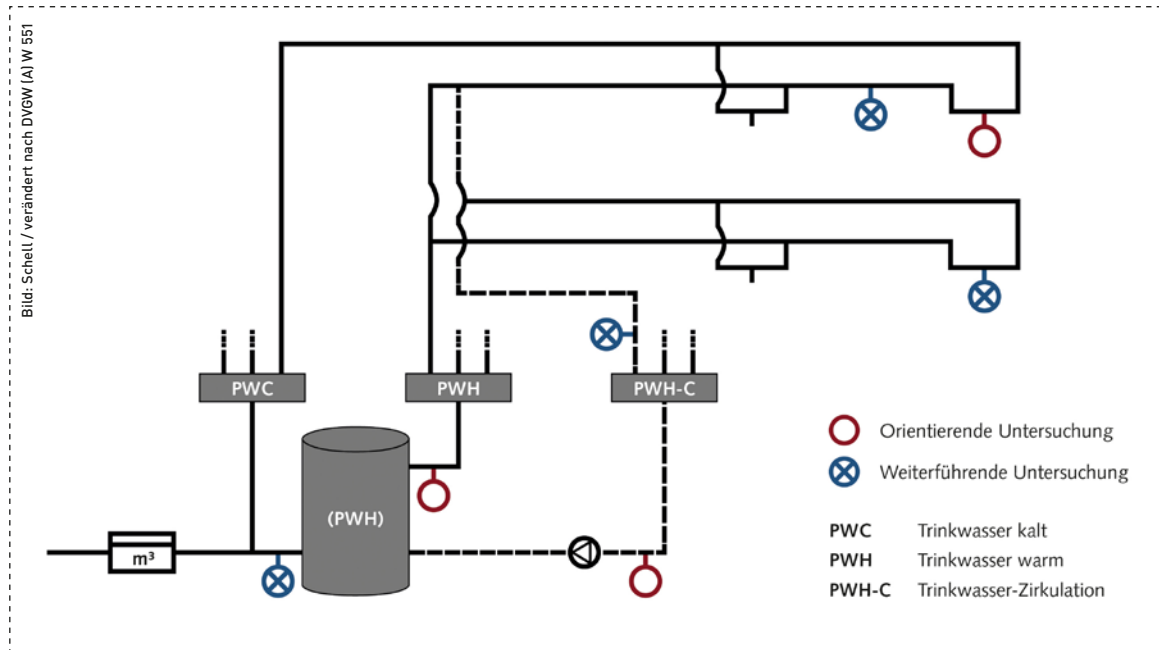 Bild: Schell / verändert nach DVGW (A) W 551
PWC
PWH
PWH-C
(PWH)
m³
Orientierende Untersuchung
Weiterführende Untersuchung
PWC Trinkwasser kalt
PWH Trinkwasser warm
PWH-C Trinkwasser-Zirkulation